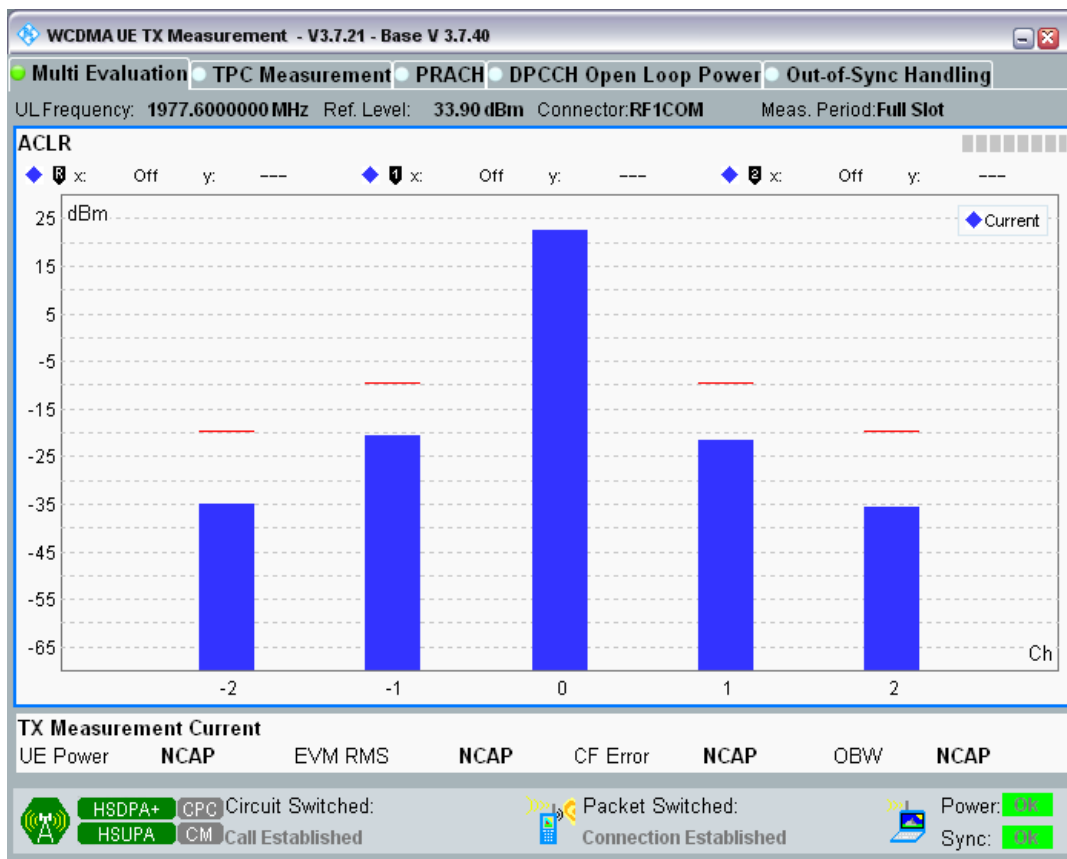 WCDMA UE TX Measurement - V3.7.21 - Base V 3.7.40
Multi Evaluation TPC Measurement PRACH DPCCH Open Loop Power Out-of-Sync Handling
UL Frequency: 1977.6000000 MHz Ref. Level: 33.90 dBm Connector:RF1COM Meas. Period:Full Slot
ACLR
R x: Off y: --- 1 x: Off y: --- 2 x: Off y: ---
dBm
Current
25
15
5
-5
-15
-25
-35
-45
-55
-65
Ch
-2 -1 0 1 2
TX Measurement Current
UE Power NCAP EVM RMS NCAP CF Error NCAP OBW NCAP
HSDPA+ CPC Circuit Switched: Packet Switched: Power: OK
HSUPA CM Call Established Connection Established Sync: OK